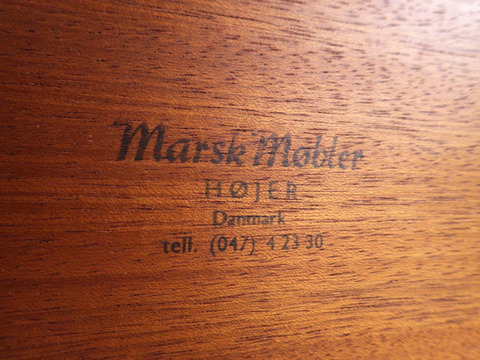 Marsk Møbler
HØJER
Danmark
tell. (047) 4 23 30